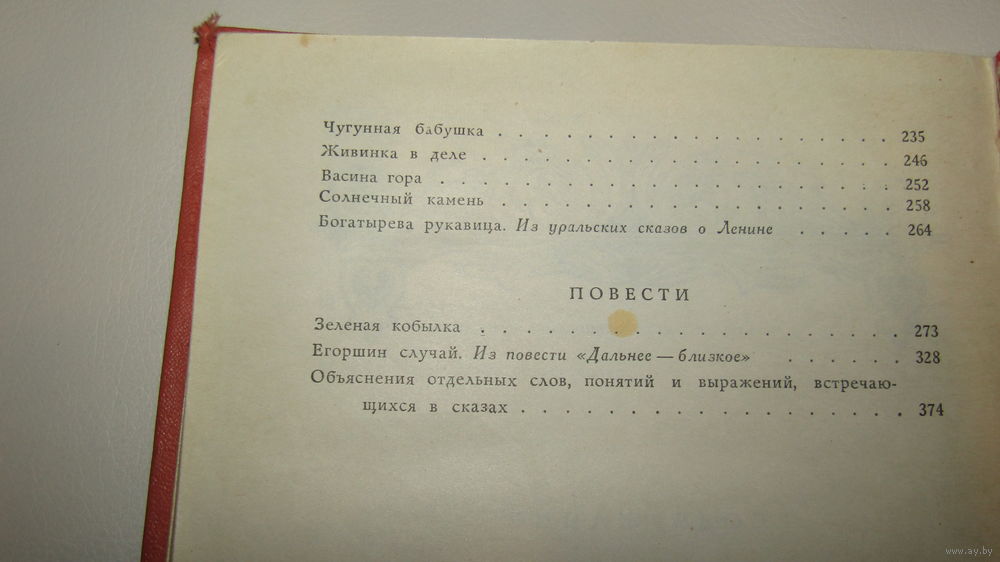 Чугунная бабушка . . . . . . . . . . . . . . . . . . . . . 235
Живинка в деле . . . . . . . . . . . . . . . . . . . . . . 246
Васина гора . . . . . . . . . . . . . . . . . . . . . . . . 252
Солнечный камень . . . . . . . . . . . . . . . . . . . . . 258
Богатырева рукавица. Из уральских сказов о Ленине . . . . . 264
ПОВЕСТИ
Зеленая кобылка . . . . . . . . . . . . . . . . . . . . . . 273
Егоршин случай. Из повести «Дальнее — близкое» . . . . . . 328
Объяснения отдельных слов, понятий и выражений, встречаю-
щихся в сказах . . . . . . . . . . . . . . . . . . . . 374
www.ay.by